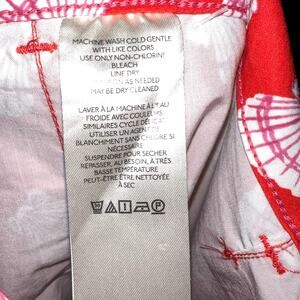 MACHINE WASH COLD GENTLE
WITH LIKE COLORS
USE ONLY NON-CHLORINE
BLEACH
LINE DRY
IRON AS NEEDED
MAY BE DRY CLEANED
LAVER À LA MACHINE À L'EAU
FROIDE AVEC COULEURS
SIMILAIRES CYCLE DÉLICAT
UTILISER UN AGENT DE
BLANCHIMENT SANS CHLORE SI
NÉCESSAIRE
SUSPENDRE POUR SÉCHER
REPASSER, AU BESOIN, À TRÈS
BASSE TEMPÉRATURE
PEUT-ÊTRE ÊTRE NETTOYÉE
À SEC